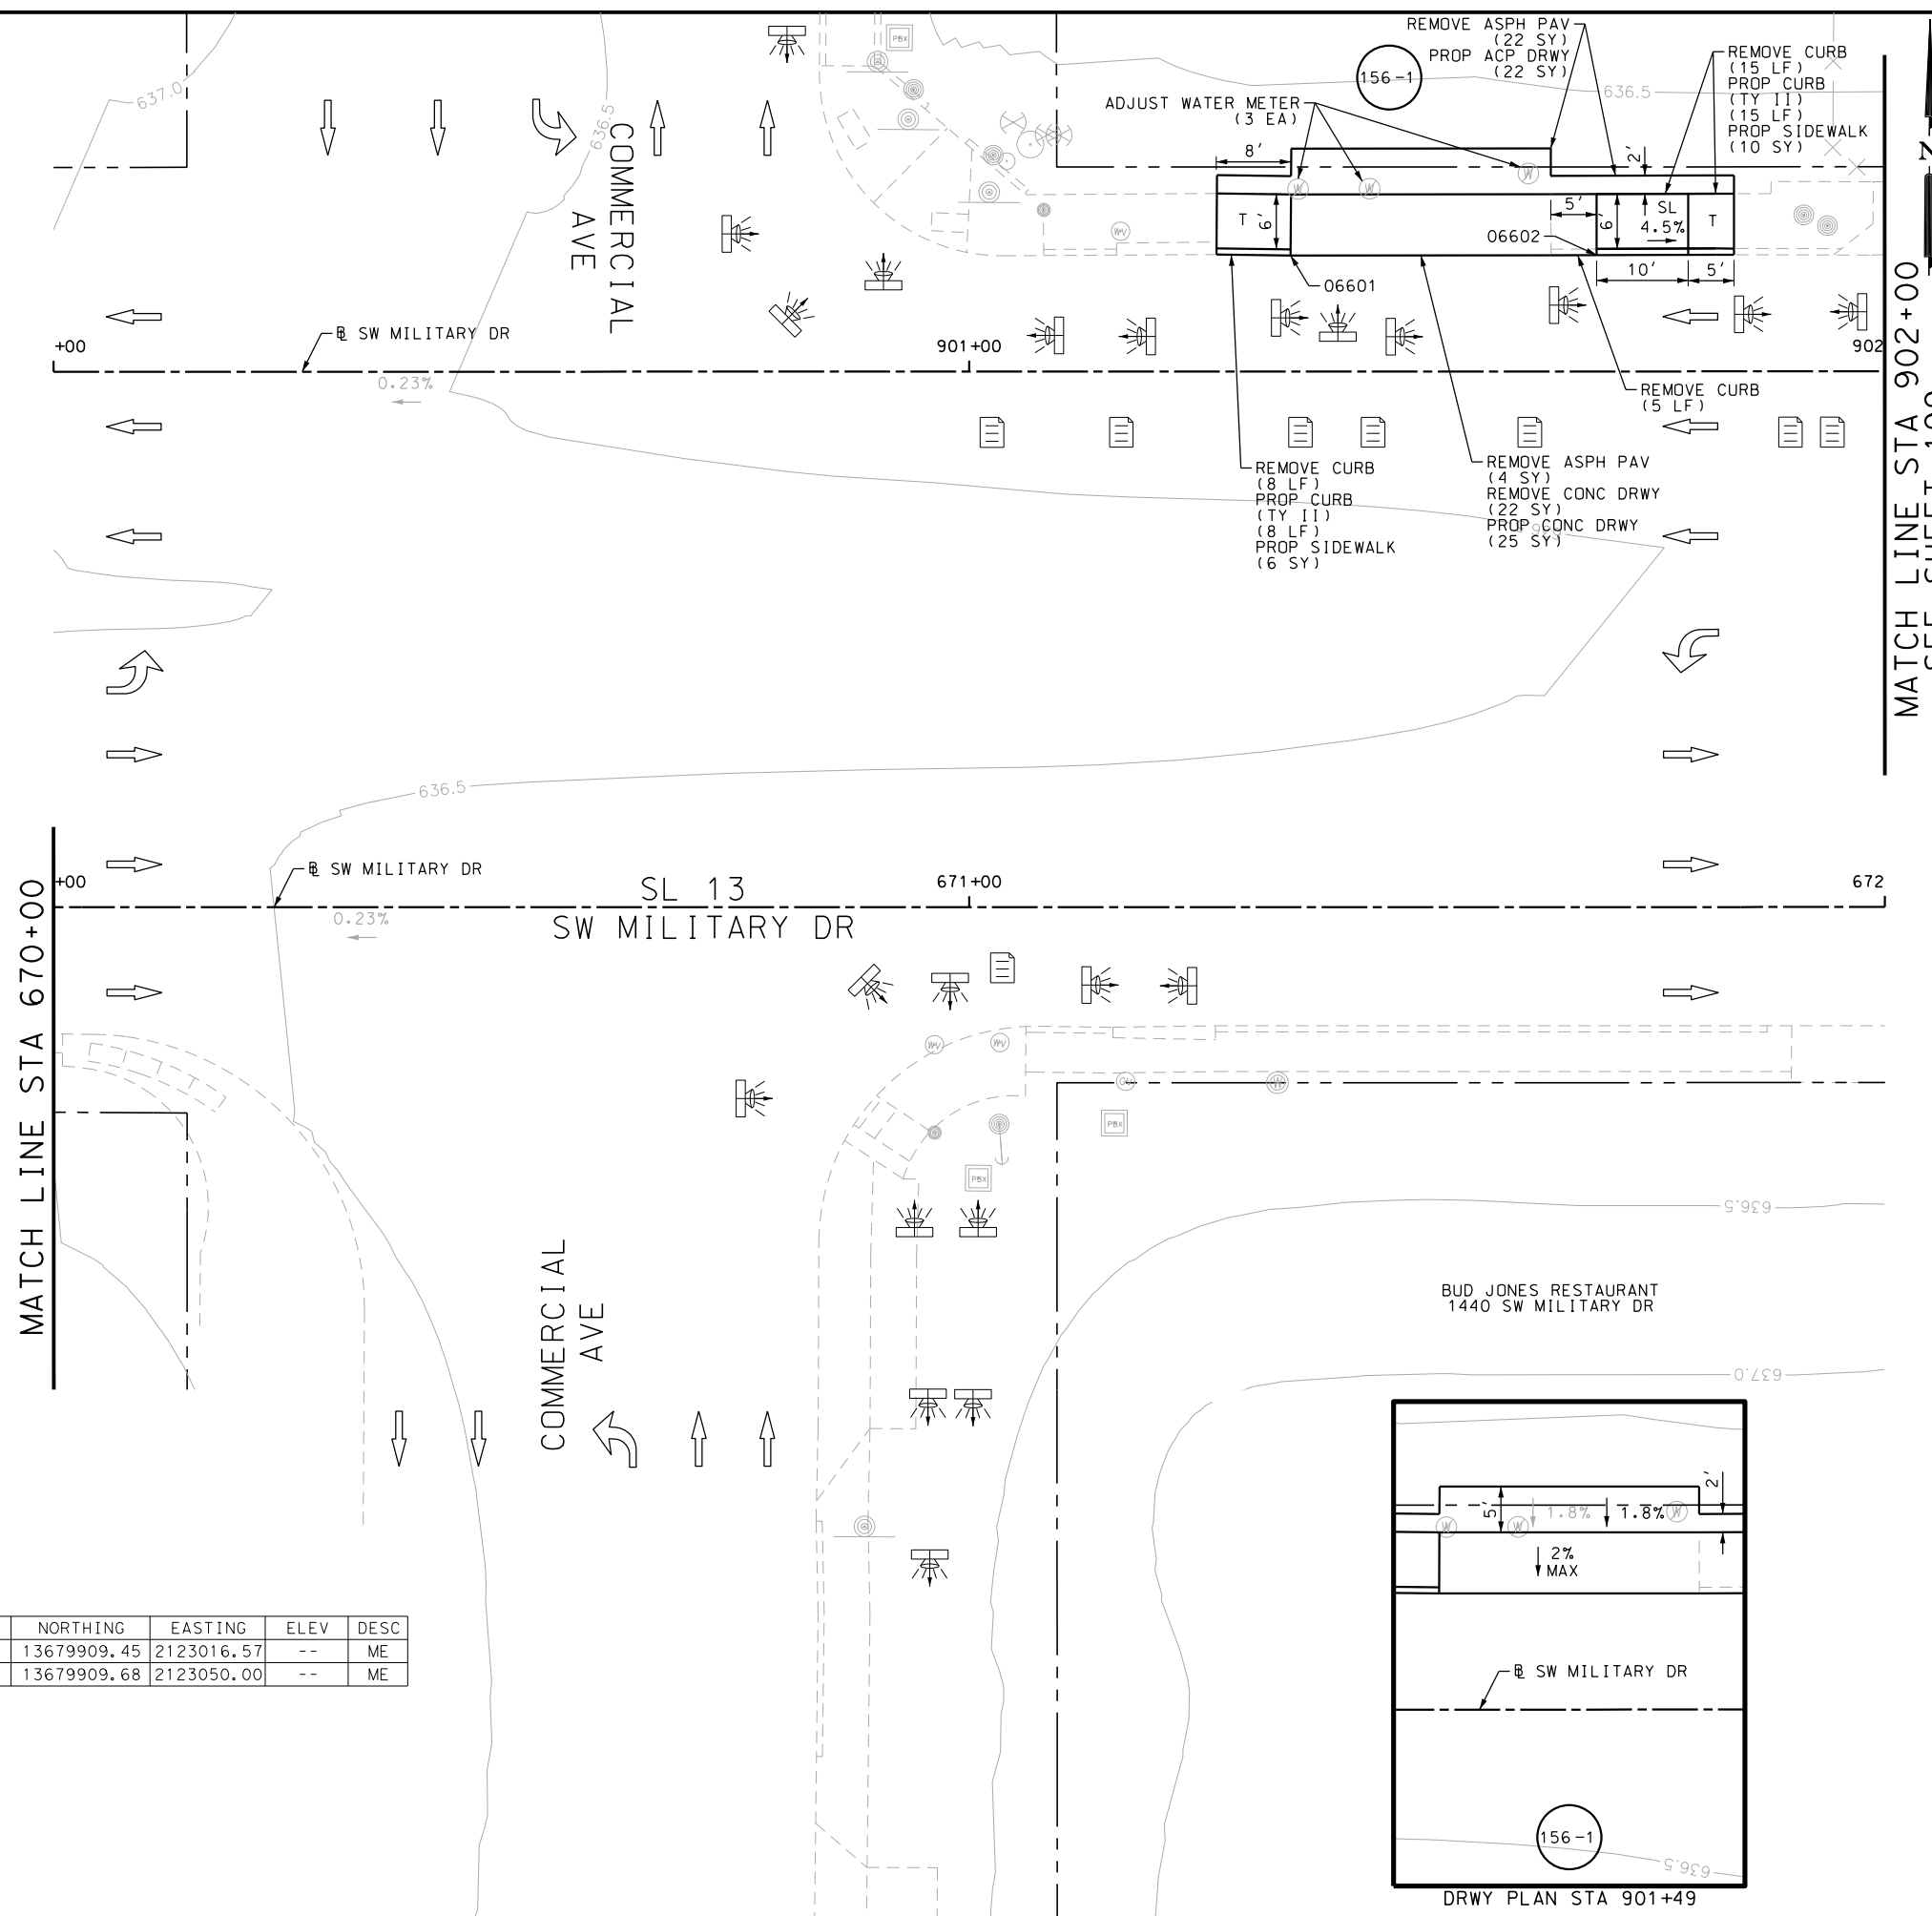 REMOVE ASPH PAV
(22 SY)
PROP ACP DRWY
(22 SY)
156-1
REMOVE CURB
(15 LF)
PROP CURB
(TY II)
(15 LF)
PROP SIDEWALK
(10 SY)
ADJUST WATER METER
(3 EA)
PBX
637.0
636.5
636.5
COMMERCIAL
AVE
8'
2'
W
W
W
T
6'
5'
6'
SL
4.5%
T
WV
06602
10'
5'
06601
N
℄ SW MILITARY DR
+00
901+00
902
0.23%
REMOVE CURB
(5 LF)
REMOVE CURB
(8 LF)
PROP CURB
(TY II)
(8 LF)
PROP SIDEWALK
(6 SY)
REMOVE ASPH PAV
(4 SY)
REMOVE CONC DRWY
(22 SY)
PROP CONC DRWY
(25 SY)
MATCH LINE STA 902+00
636.5
℄ SW MILITARY DR
+00
SL 13
671+00
672
0.23%
SW MILITARY DR
MATCH LINE STA 670+00
WV
WV
GV
W
PBX
PBX
636.5
COMMERCIAL
AVE
BUD JONES RESTAURANT
1440 SW MILITARY DR
637.0
5'
1.8%
1.8%
2'
W
W
W
2%
MAX
℄ SW MILITARY DR
156-1
636.5
DRWY PLAN STA 901+49
NORTHING EASTING ELEV DESC
13679909.45 2123016.57 -- ME
13679909.68 2123050.00 -- ME